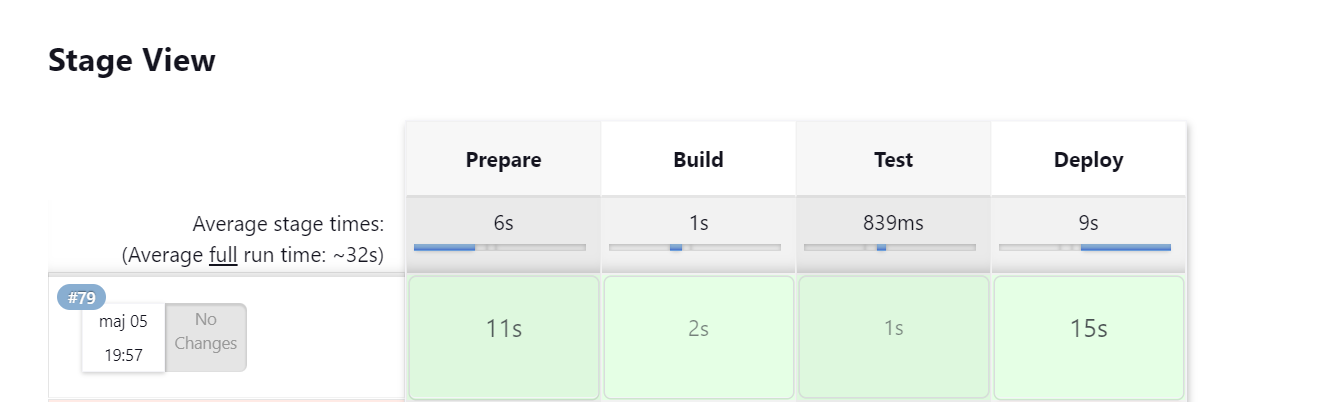 Stage View
Prepare Build Test Deploy
Average stage times:
(Average full run time: ~32s)
6s 1s 839ms 9s
#79
maj 05
19:57
No
Changes
11s 2s 1s 15s